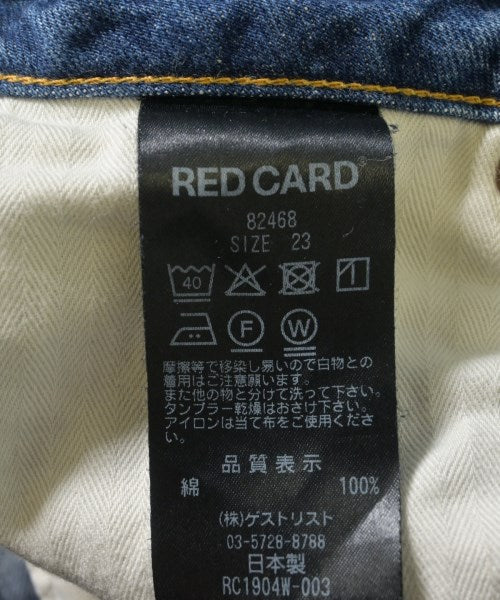 RED CARD®
82468
SIZE 23
40
F W
摩擦等で移染し易いので白物との
着用はご注意願います。
また他の物と分けて洗って下さい。
タンブラー乾燥はおさけ下さい。
アイロンは当て布をご使用くださ
い。
品質表示
綿 100%
(株)ゲストリスト
03-5728-8788
日本製
RC1904W-003